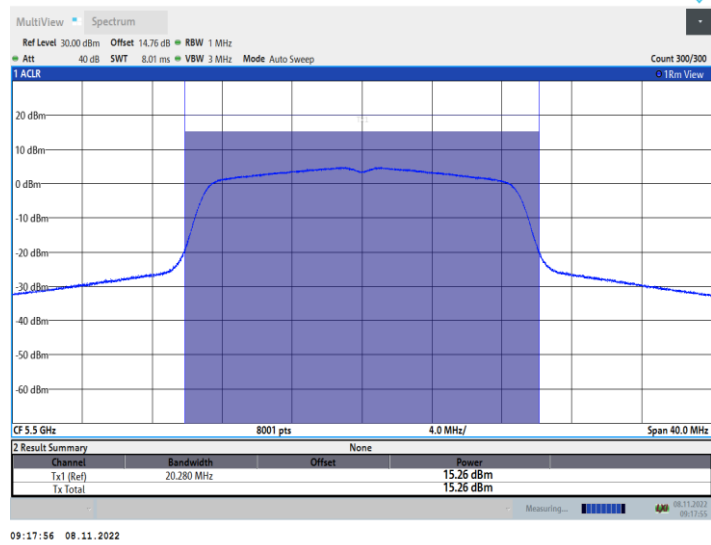 MultiView Spectrum
Ref Level 30.00 dBm Offset 14.76 dB RBW 1 MHz
Att 40 dB SWT 8.01 ms VBW 3 MHz Mode Auto Sweep Count 300/300
1 ACLR 1Rm View
20 dBm
10 dBm
0 dBm
-10 dBm
-20 dBm
-30 dBm
-40 dBm
-50 dBm
-60 dBm
CF 5.5 GHz 8001 pts 4.0 MHz/ Span 40.0 MHz
2 Result Summary None
Channel Bandwidth Offset Power
Tx1 (Ref) 20.280 MHz 15.26 dBm
Tx Total 15.26 dBm
Measuring... 08.11.2022
09:17:55
09:17:56 08.11.2022